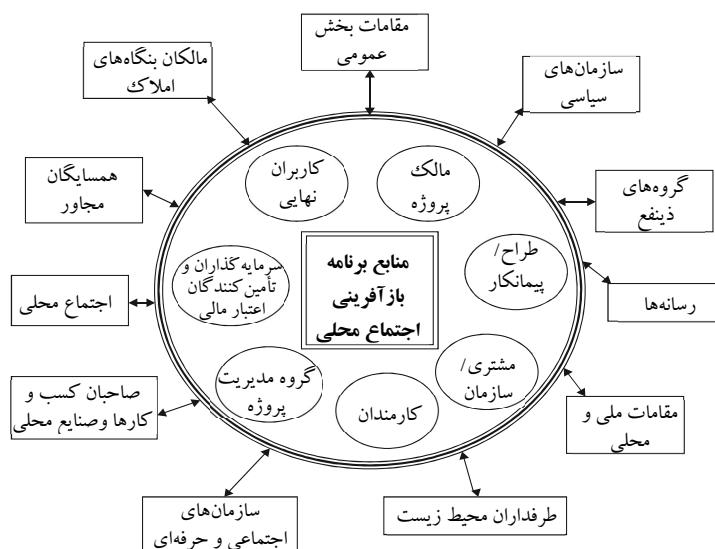 مقامات بخش
عمومی
سازمان‌های
سیاسی
مالکان بنگاه‌های
املاک
کاربران
نهایی
مالک
پروژه
همسایگان
مجاور
گروه‌های
ذینفع
منابع برنامه
بازآفرینی
اجتماع محلی
طراح/
پیمانکار
سرمایه‌گذاران و
تأمین‌کنندگان
اعتبار مالی
اجتماع محلی
رسانه‌ها
مشتری/
سازمان
کارمندان
گروه مدیریت
پروژه
صاحبان کسب و
کارها وصنایع محلی
مقامات ملی و
محلی
طرفداران محیط زیست
سازمان‌های
اجتماعی و حرفه‌ای